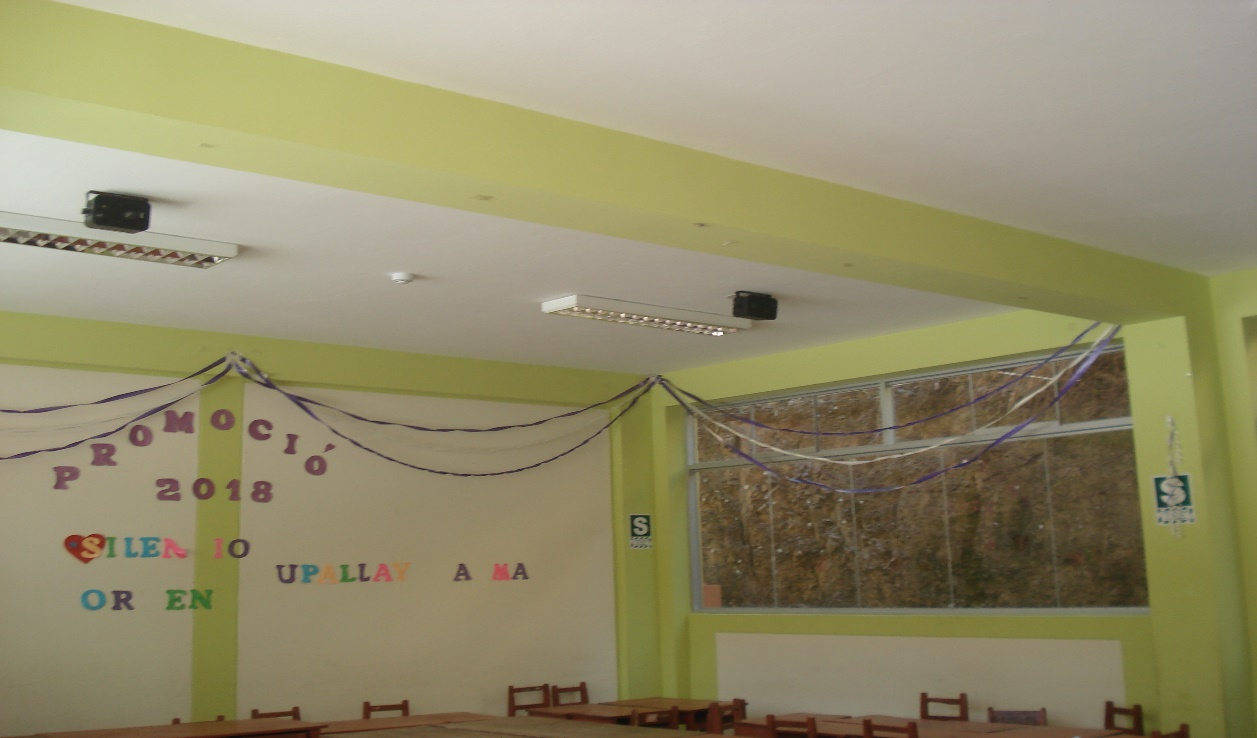 PROMOCIÓ
2018
SILEN IO
OR EN
UPALLAY A MA
S
S